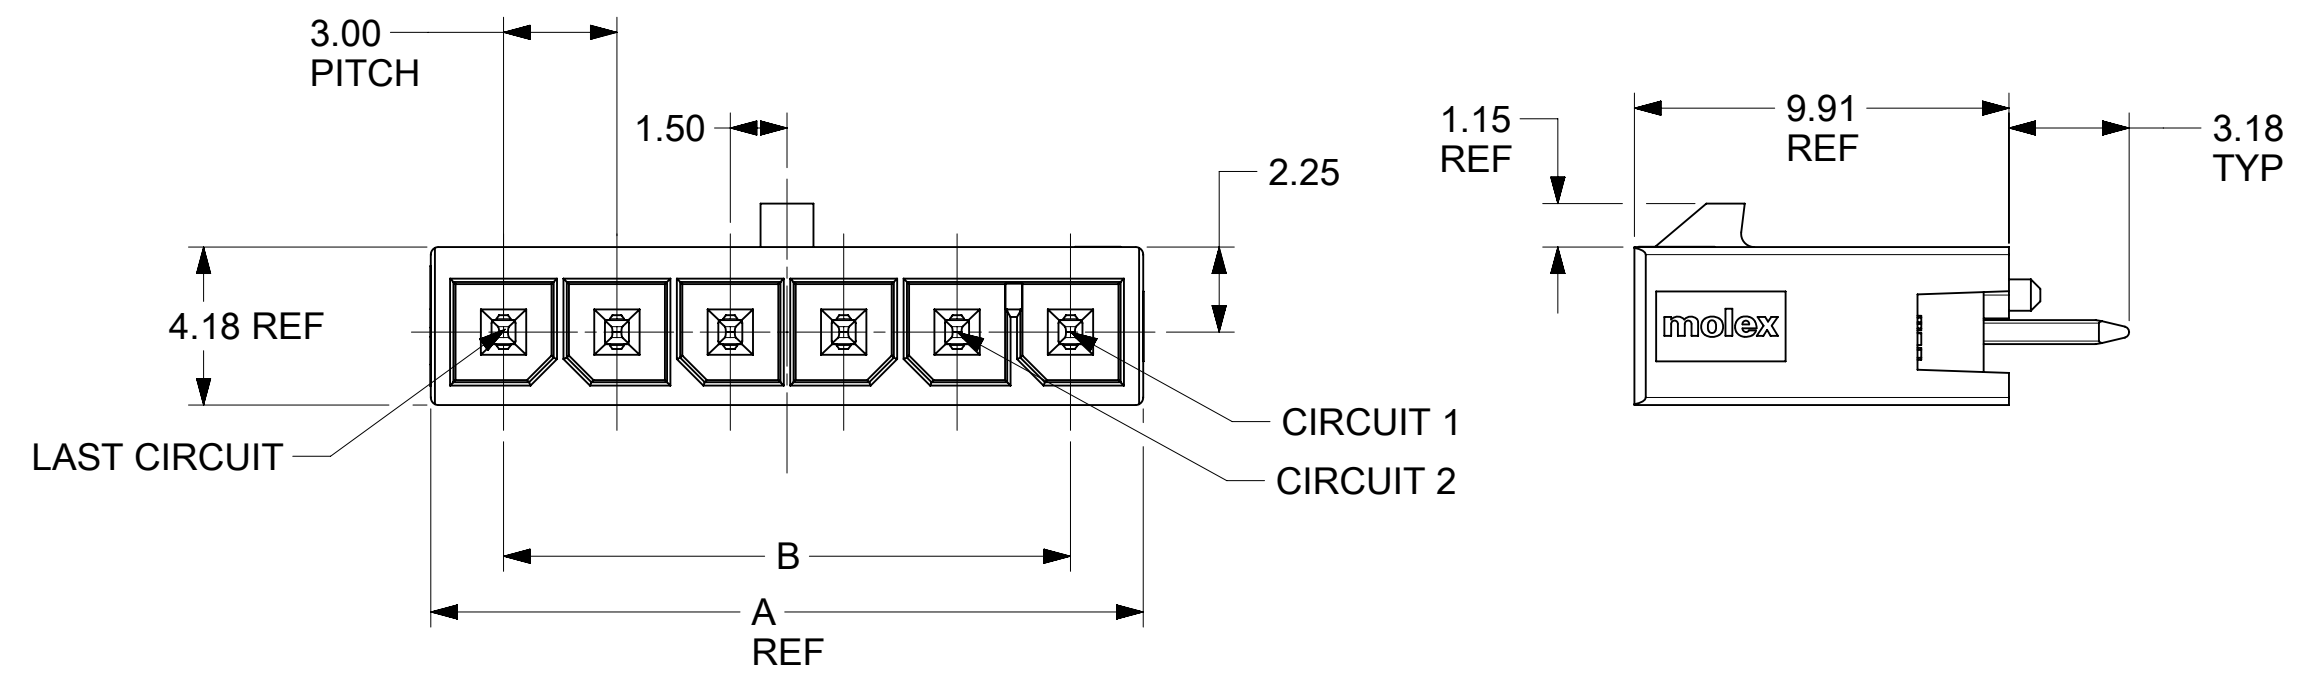 3.00
PITCH
1.50
2.25
4.18 REF
LAST CIRCUIT
CIRCUIT 1
CIRCUIT 2
B
A
REF
1.15
REF
9.91
REF
3.18
TYP
molex